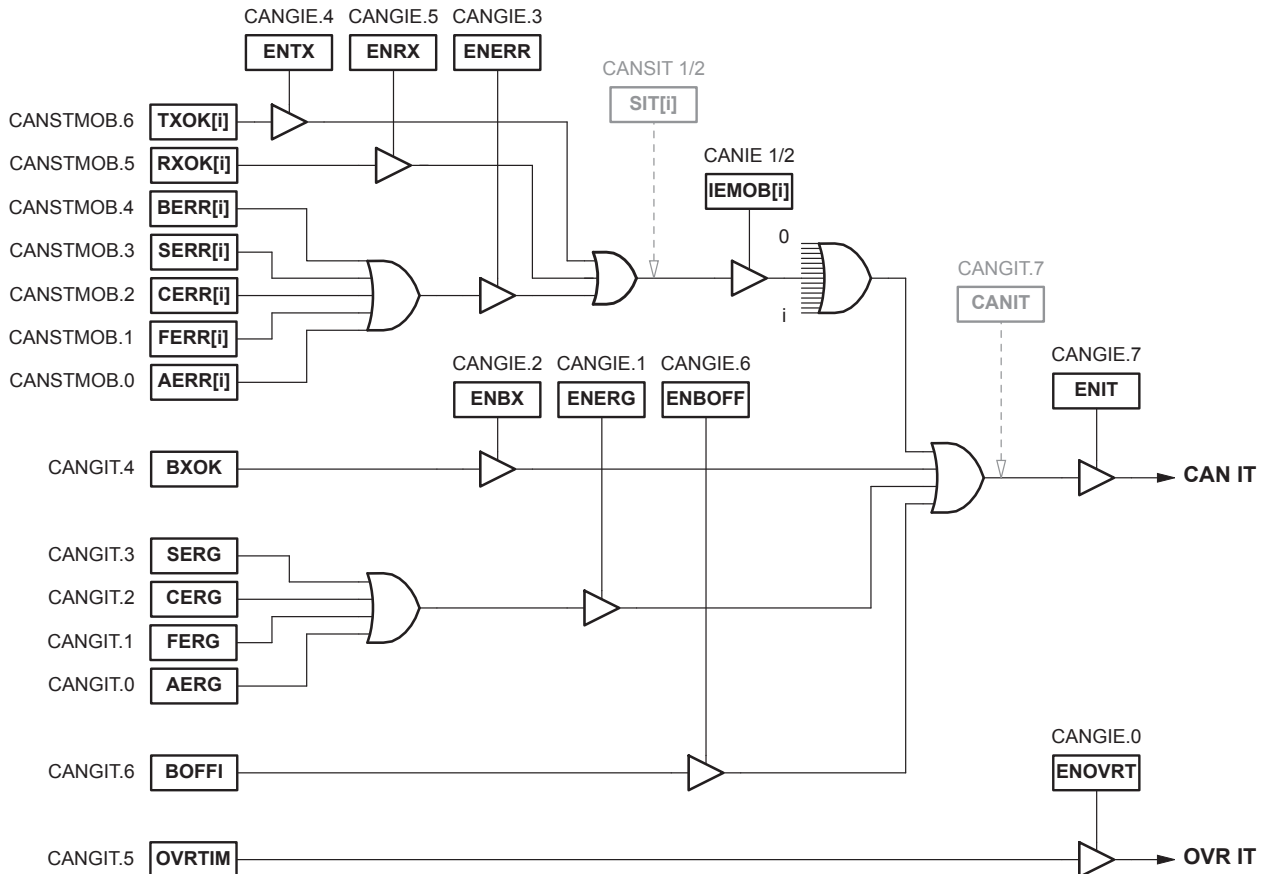 CANGIE.4 CANGIE.5 CANGIE.3
ENTX ENRX ENERR
CANSIT 1/2
SIT[i]
CANSTMOB.6 TXOK[i]
CANSTMOB.5 RXOK[i]
CANIE 1/2
IEMOB[i]
CANSTMOB.4 BERR[i]
CANSTMOB.3 SERR[i]
0
CANSTMOB.2 CERR[i]
CANGIT.7
CANIT
i
CANSTMOB.1 FERR[i]
CANSTMOB.0 AERR[i]
CANGIE.2 CANGIE.1 CANGIE.6
ENBX ENERG ENBOFF
CANGIE.7
ENIT
CANGIT.4 BXOK
CAN IT
CANGIT.3 SERG
CANGIT.2 CERG
CANGIT.1 FERG
CANGIT.0 AERG
CANGIT.6 BOFFI
CANGIE.0
ENOVRT
CANGIT.5 OVRTIM
OVR IT